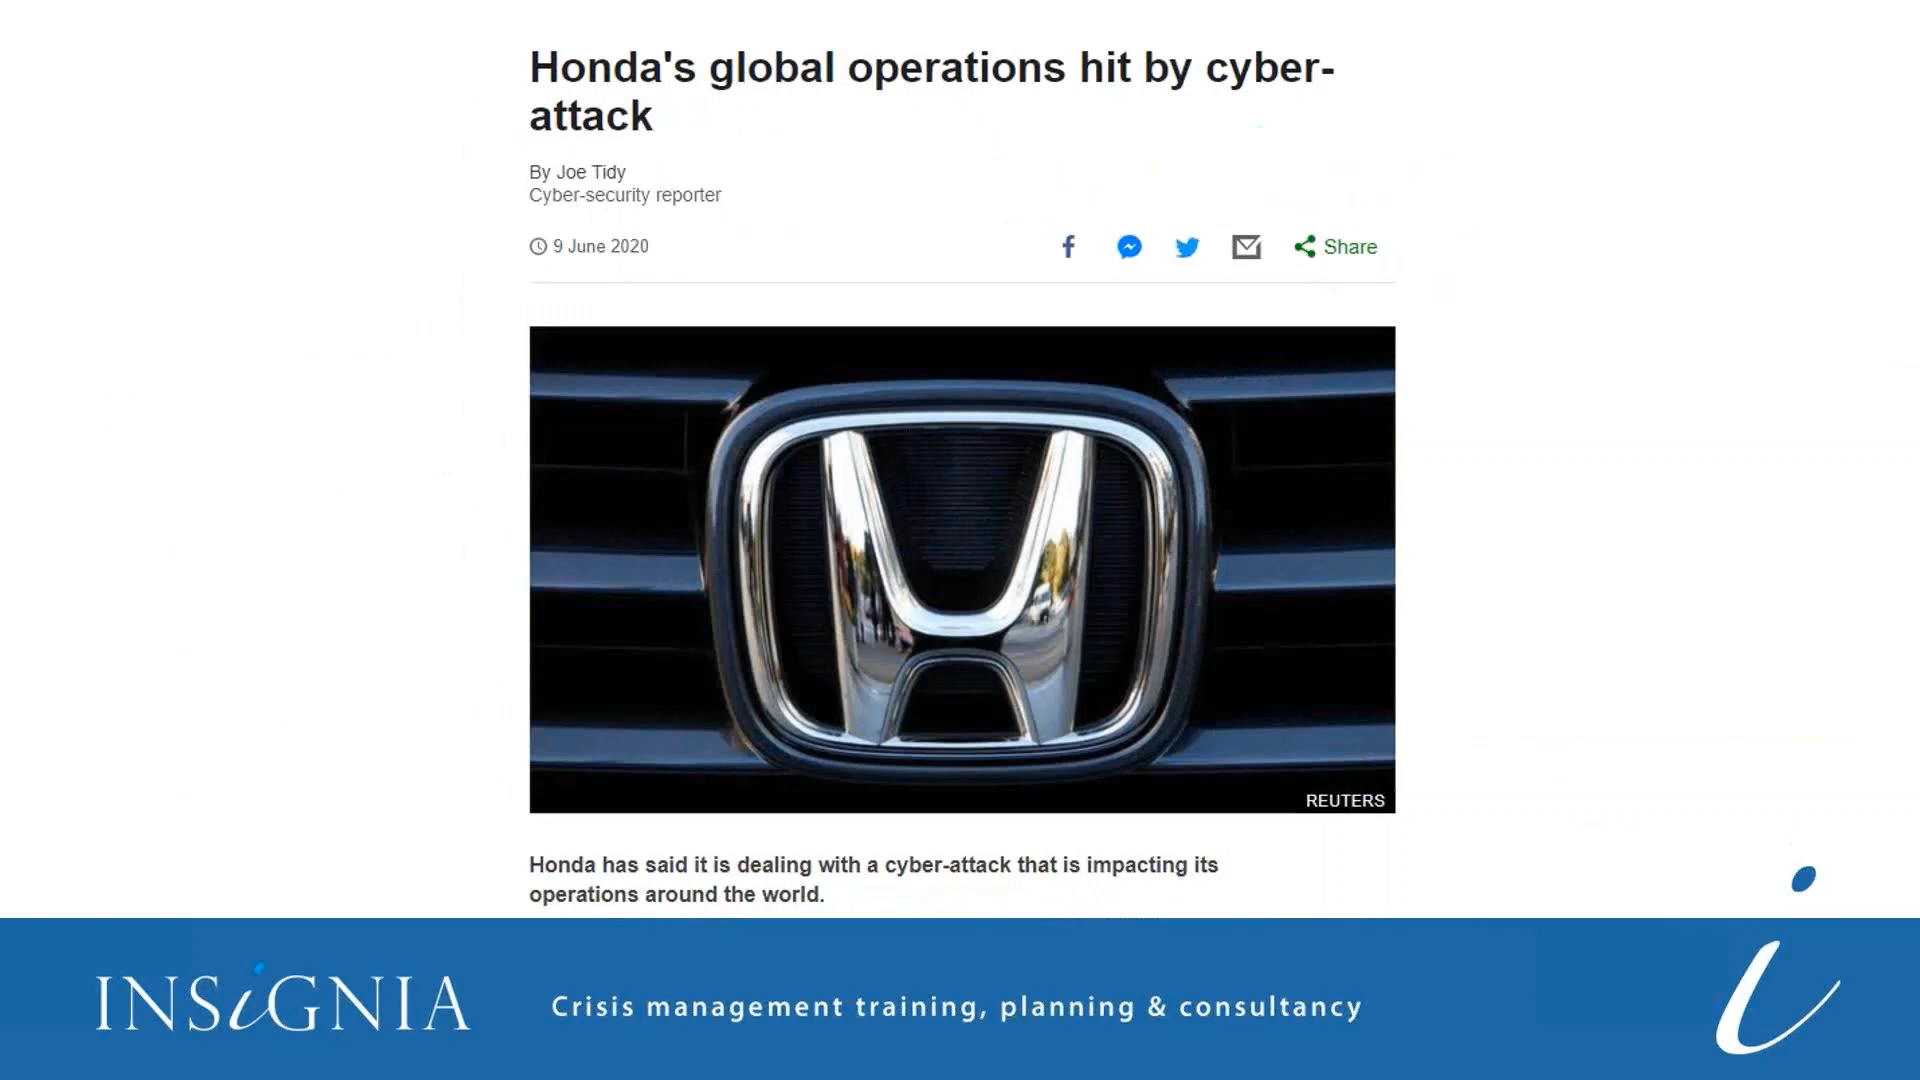 Honda's global operations hit by cyber-
attack
By Joe Tidy
Cyber-security reporter
9 June 2020
Share
REUTERS
Honda has said it is dealing with a cyber-attack that is impacting its
operations around the world.
INSiGNIA
Crisis management training, planning & consultancy
i